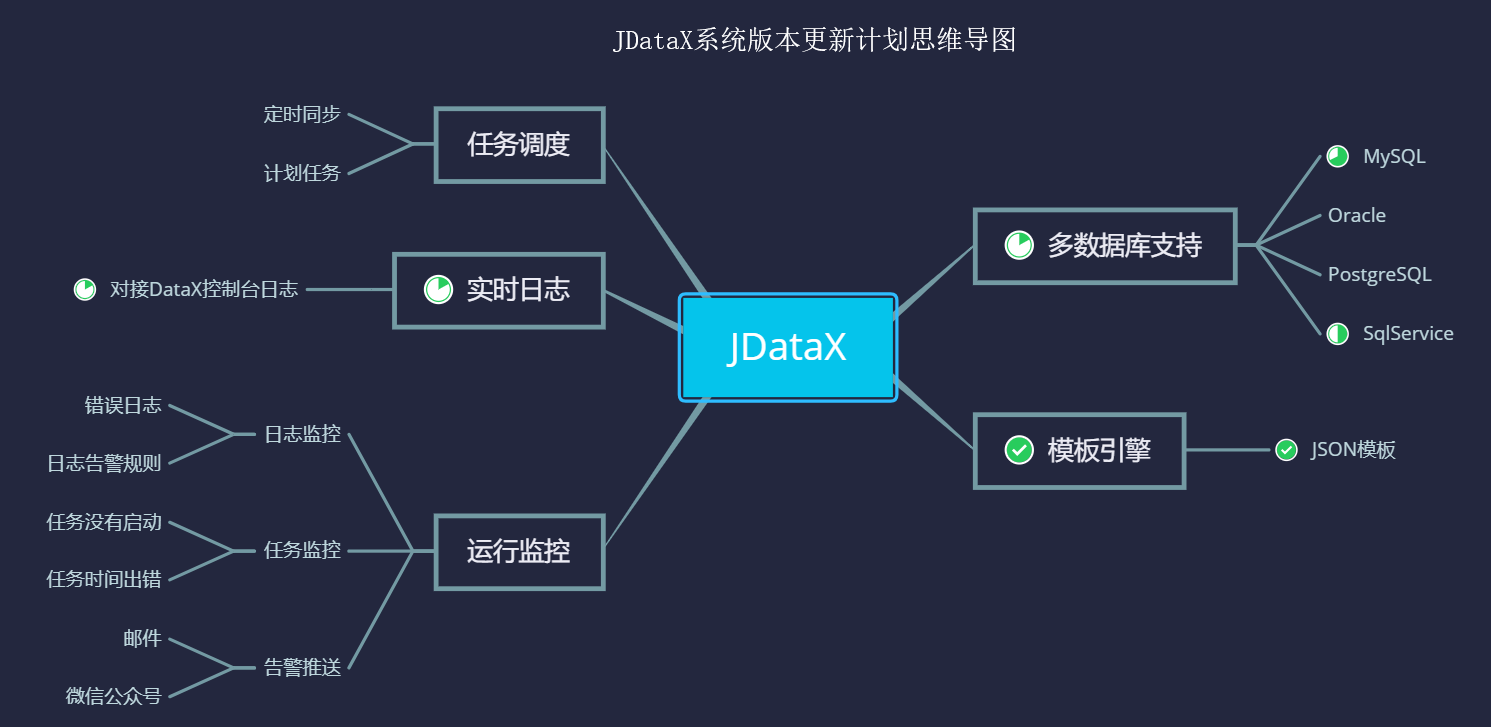 JDataX系统版本更新计划思维导图
JDataX
多数据库支持
MySQL
Oracle
PostgreSQL
SqlService
模板引擎
JSON模板
任务调度
定时同步
计划任务
实时日志
对接DataX控制台日志
运行监控
日志监控
错误日志
日志告警规则
任务监控
任务没有启动
任务时间出错
告警推送
邮件
微信公众号